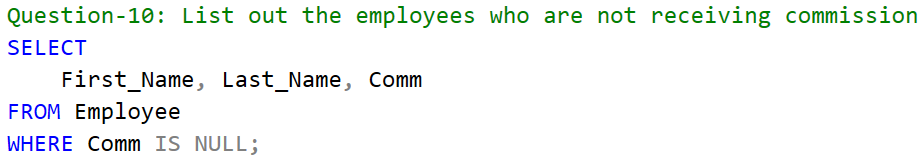 Question-10: List out the employees who are not receiving commission
SELECT
    First_Name, Last_Name, Comm
FROM Employee
WHERE Comm IS NULL;